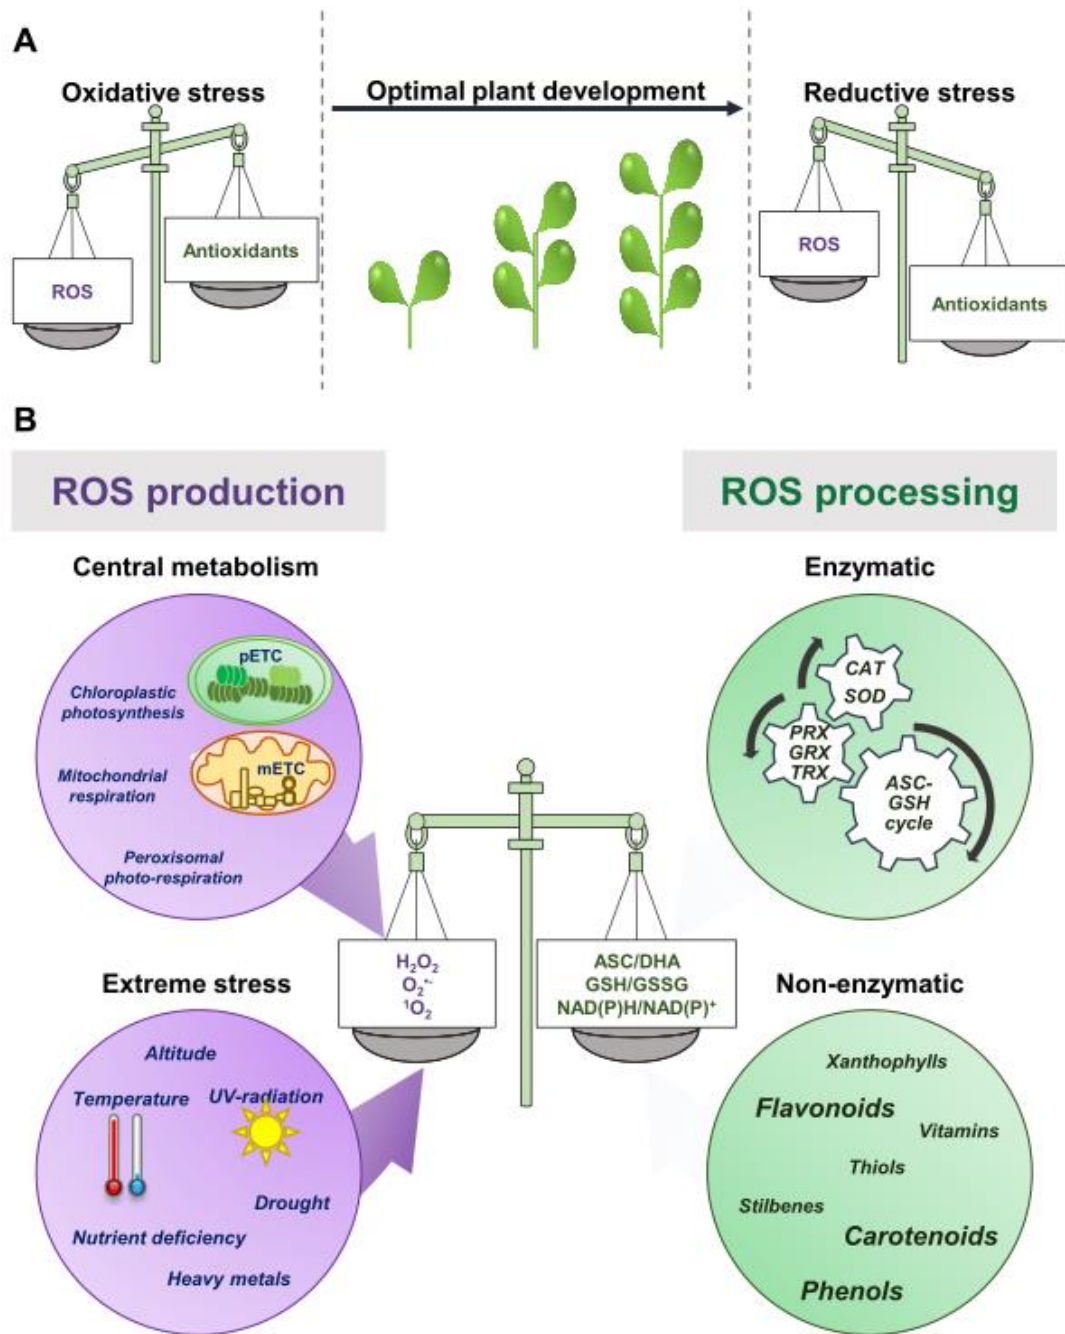 A
Oxidative stress
Optimal plant development
Reductive stress
ROS
Antioxidants
ROS
Antioxidants
B
ROS production
ROS processing
Central metabolism
Enzymatic
pETC
Chloroplastic
photosynthesis
mETC
Mitochondrial
respiration
Peroxisomal
photo-respiration
CAT
SOD
PRX
GRX
TRX
ASC-
GSH
cycle
H₂O₂
O₂•-
¹O₂
ASC/DHA
GSH/GSSG
NAD(P)H/NAD(P)⁺
Extreme stress
Non-enzymatic
Altitude
Temperature
UV-radiation
Drought
Nutrient deficiency
Heavy metals
Xanthophylls
Flavonoids
Vitamins
Thiols
Stilbenes
Carotenoids
Phenols